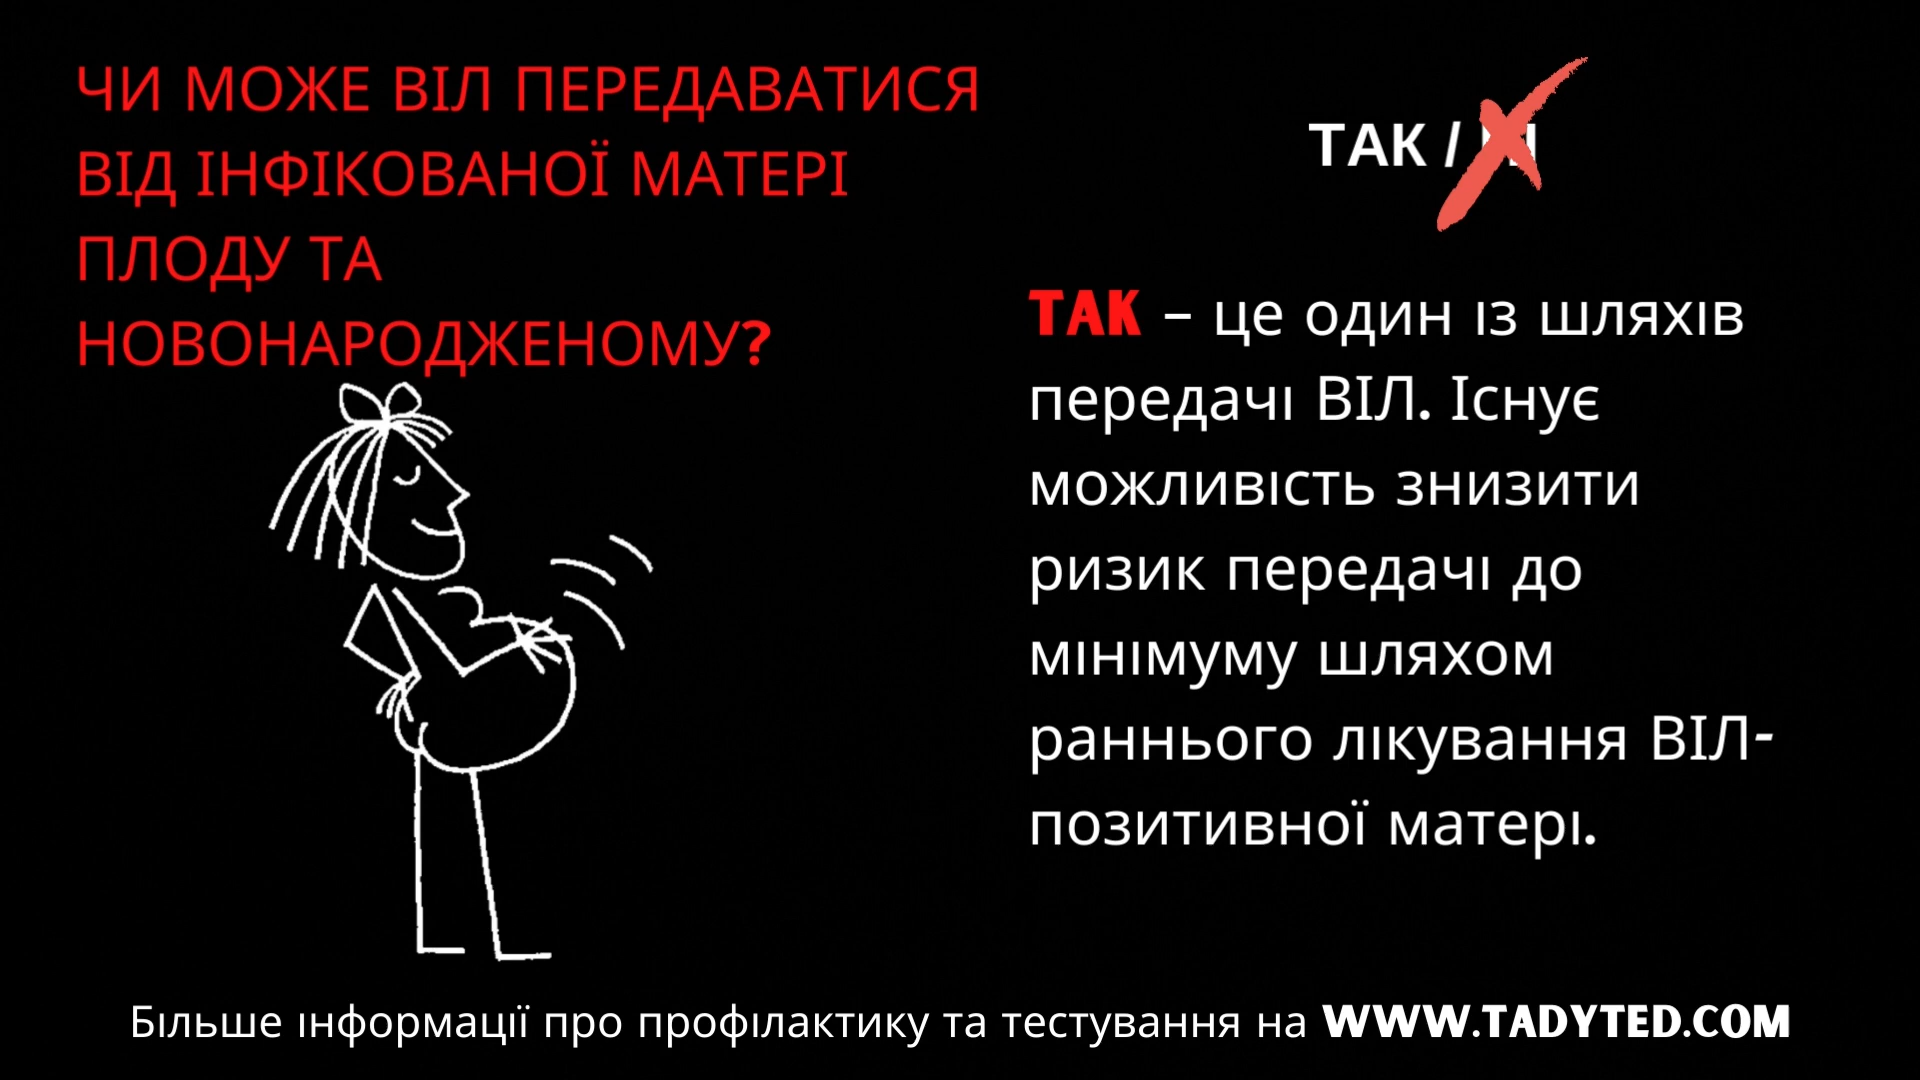 ЧИ МОЖЕ ВІЛ ПЕРЕДАВАТИСЯ
ВІД ІНФІКОВАНОЇ МАТЕРІ
ПЛОДУ ТА
НОВОНАРОДЖЕНОМУ?
ТАК /
ТАК – це один із шляхів
передачі ВІЛ. Існує
можливість знизити
ризик передачі до
мінімуму шляхом
раннього лікування ВІЛ-
позитивної матері.
Більше інформації про профілактику та тестування на WWW.TADYTED.COM